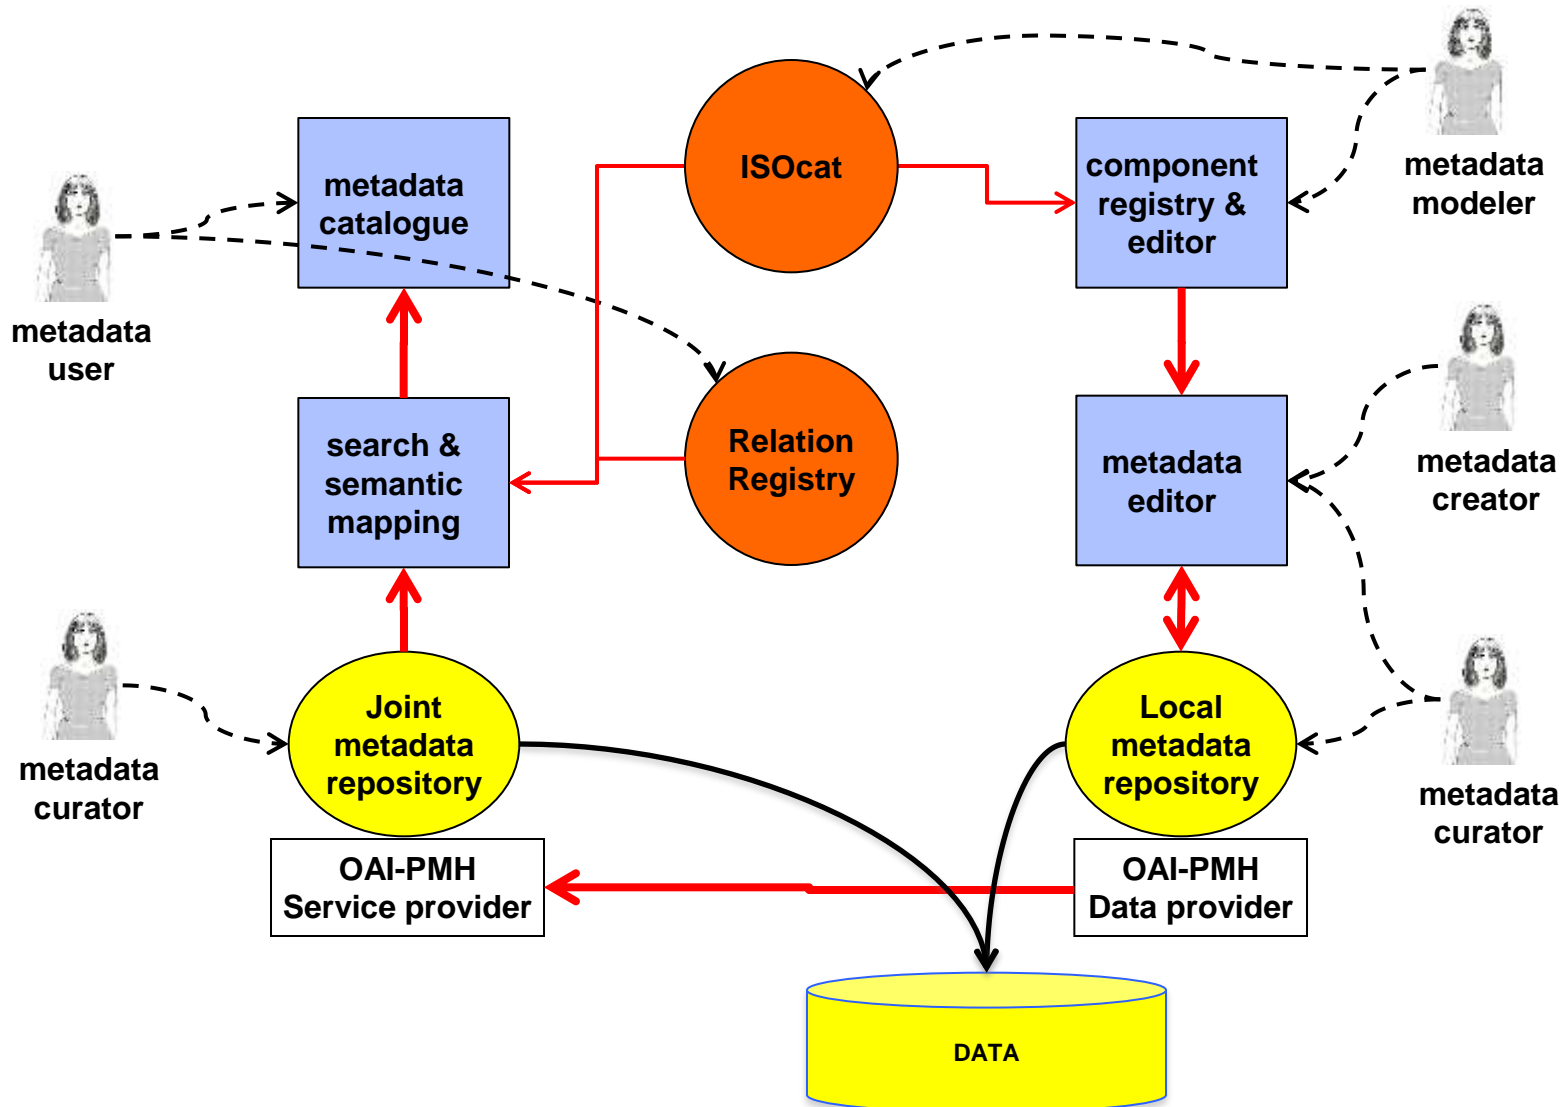 metadata
catalogue
ISOcat
component
registry &
editor
metadata
modeler
metadata
user
search &
semantic
mapping
Relation
Registry
metadata
editor
metadata
creator
metadata
curator
Joint
metadata
repository
Local
metadata
repository
metadata
curator
OAI-PMH
Service provider
OAI-PMH
Data provider
DATA